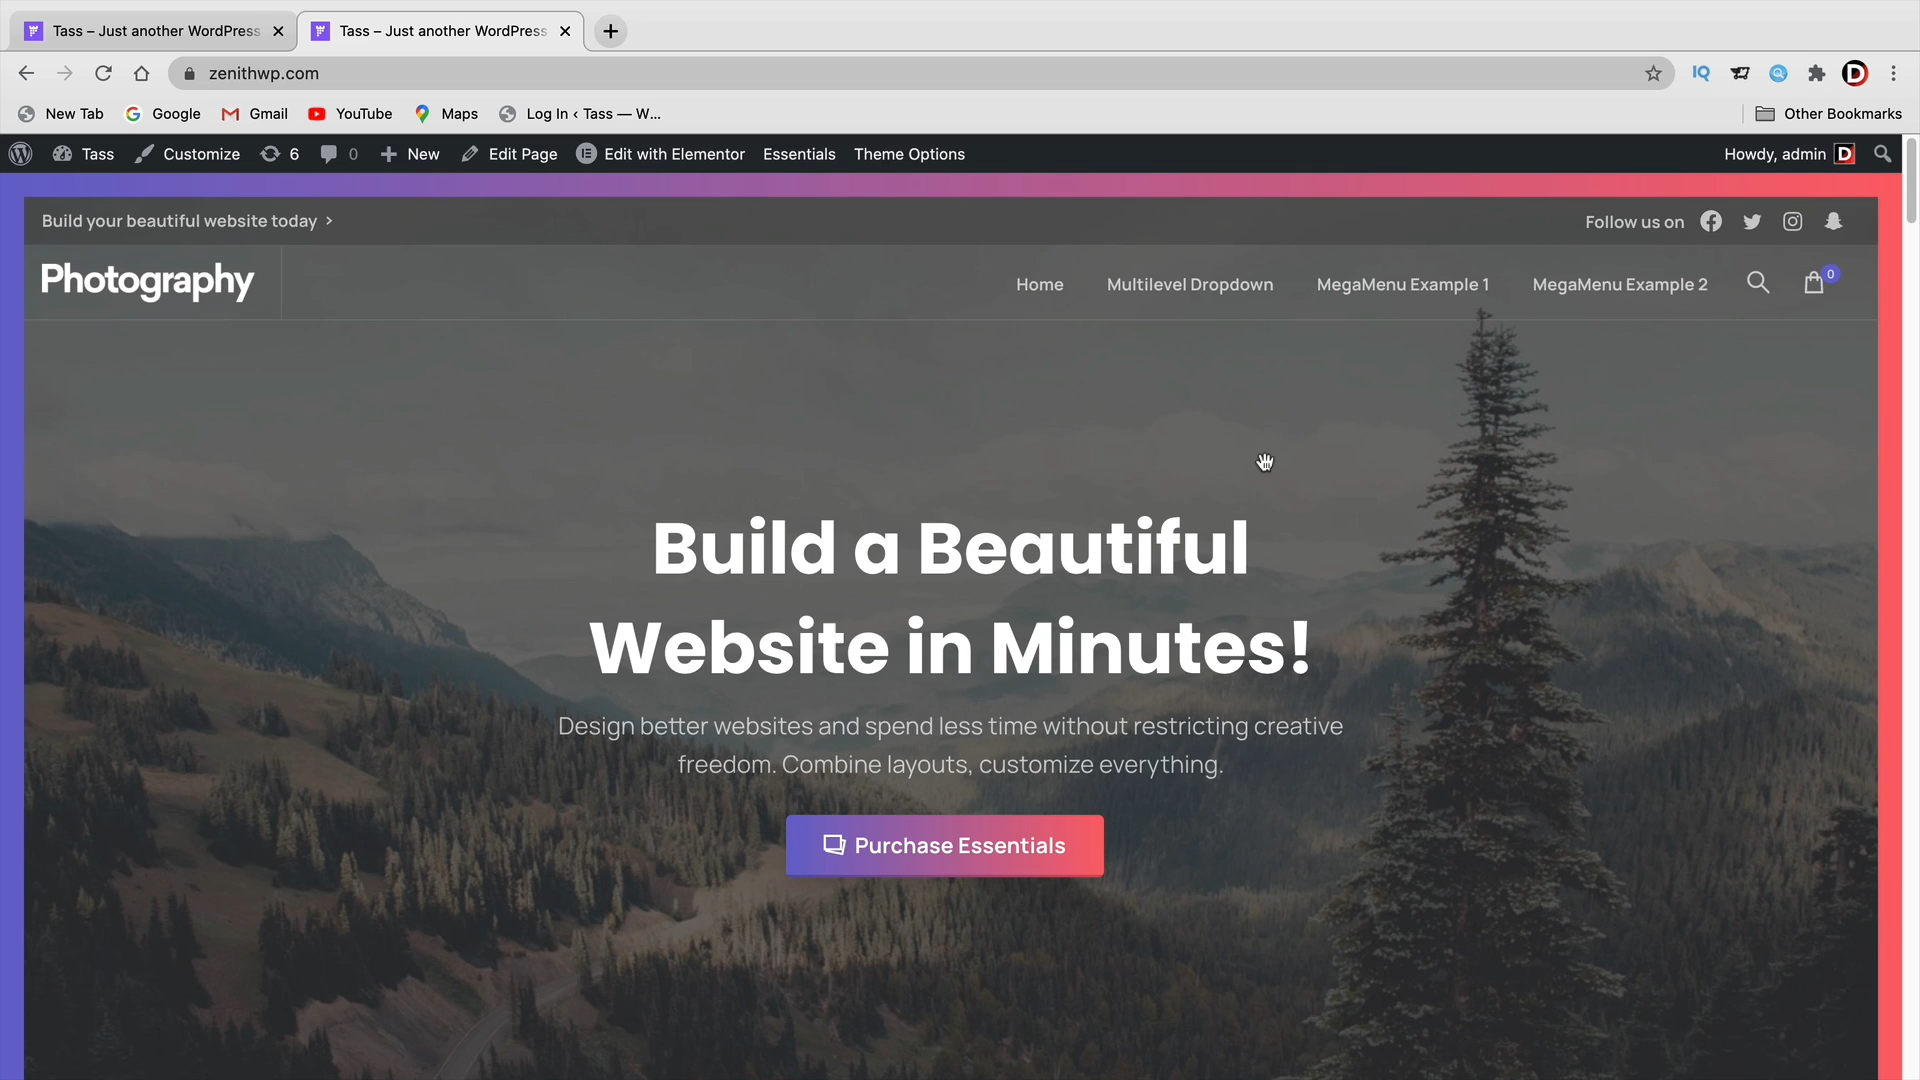 Tass – Just another WordPress
Tass – Just another WordPress
zenithwp.com
IQ
D
New Tab
Google
Gmail
YouTube
Maps
Log In ‹ Tass — W...
Other Bookmarks
Tass
Customize
6
0
New
Edit Page
Edit with Elementor
Essentials
Theme Options
Howdy, admin
D
Build your beautiful website today >
Follow us on
Photography
Home
Multilevel Dropdown
MegaMenu Example 1
MegaMenu Example 2
0
Build a Beautiful
Website in Minutes!
Design better websites and spend less time without restricting creative
freedom. Combine layouts, customize everything.
Purchase Essentials